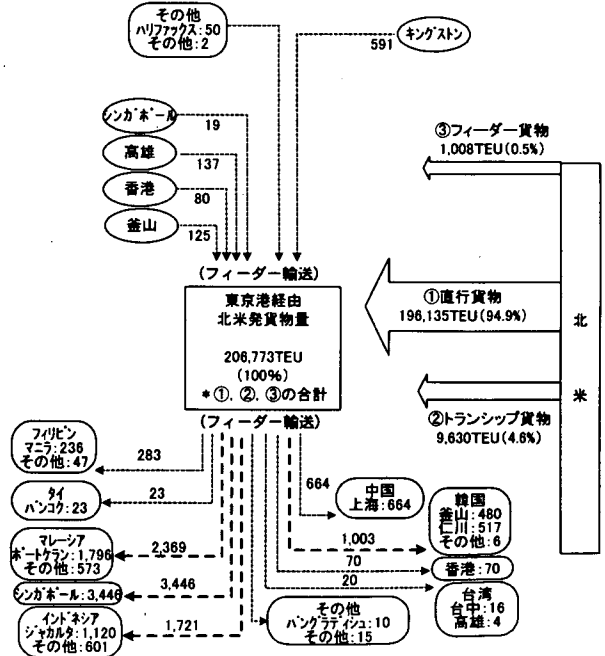 その他
ハリファックス:50
その他:2
キングストン
591
シンガポール
19
高雄
137
香港
80
釜山
125
(フィーダー輸送)
東京港経由
北米発貨物量
206,773TEU
(100%)
*①,②,③の合計
(フィーダー輸送)
③フィーダー貨物
1,008TEU(0.5%)
①直行貨物
196,135TEU(94.9%)
②トランシップ貨物
9,630TEU(4.6%)
北
米
フィリピン
マニラ:236
その他:47
283
タイ
バンコク:23
23
マレーシア
ポートケラン:1,796
その他:573
2,369
シンガポール:3,446
3,446
インドネシア
ジャカルタ:1,120
その他:601
1,721
その他
バングラディシュ:10
その他:15
664
中国
上海:664
1,003
韓国
釜山:480
仁川:517
その他:6
70
香港:70
20
台湾
台中:16
高雄:4